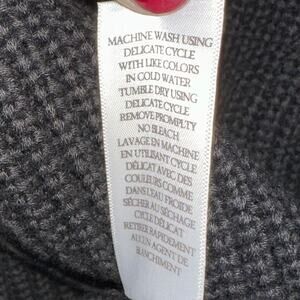 MACHINE WASH USING
DELICATE CYCLE
WITH LIKE COLORS
IN COLD WATER
TUMBLE DRY USING
DELICATE CYCLE
REMOVE PROMPTLY
NO BLEACH
LAVAGE EN MACHINE
EN UTILISANT CYCLE
DÉLICAT AVEC DES
COULEURS COMME
DANS L'EAU FROIDE
SÉCHER AU SÉCHAGE
CYCLE DÉLICAT
RETIRER RAPIDEMENT
AUCUN AGENT DE
BLANCHIMENT